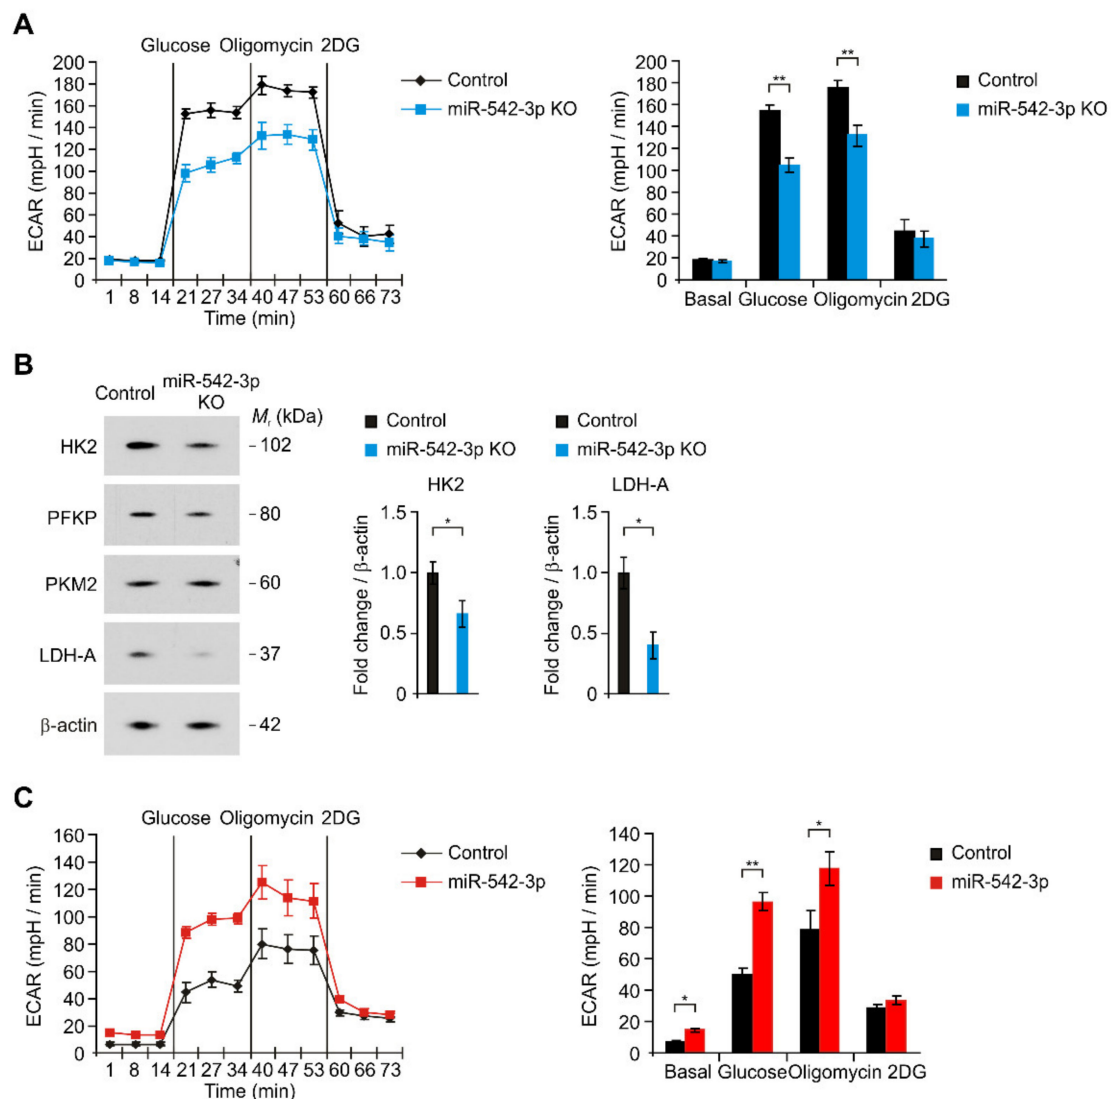 A
Glucose Oligomycin 2DG
200
180
160
140
120
100
80
60
40
20
0
ECAR (mpH / min)
1 8 14 21 27 34 40 47 53 60 66 73
Time (min)
Control
miR-542-3p KO
200
180
160
140
120
100
80
60
40
20
0
ECAR (mpH / min)
** **
Basal Glucose Oligomycin 2DG
Control
miR-542-3p KO
B
Control miR-542-3p
KO
Mr (kDa)
HK2 - 102
PFKP - 80
PKM2 - 60
LDH-A - 37
β-actin - 42
Control
miR-542-3p KO
HK2
1.5
1.0
0.5
0
Fold change / β-actin
*
Control
miR-542-3p KO
LDH-A
1.5
1.0
0.5
0
Fold change / β-actin
*
C
Glucose Oligomycin 2DG
160
140
120
100
80
60
40
20
0
ECAR (mpH / min)
1 8 14 21 27 34 40 47 53 60 66 73
Time (min)
Control
miR-542-3p
140
120
100
80
60
40
20
0
ECAR (mpH / min)
* ** *
Basal Glucose Oligomycin 2DG
Control
miR-542-3p